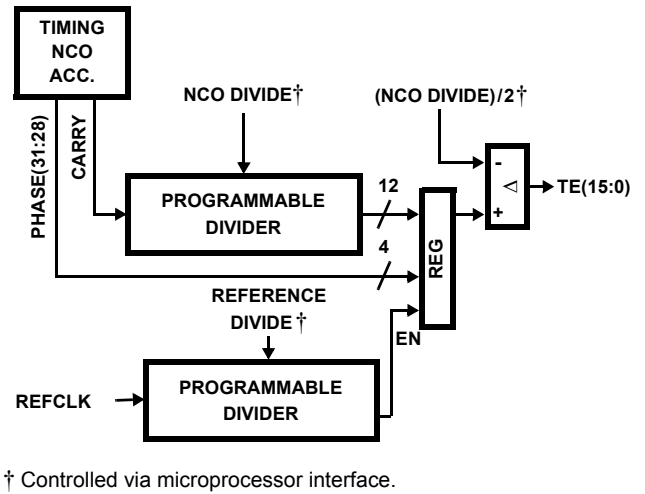 TIMING
NCO
ACC.
NCO DIVIDE†
(NCO DIVIDE)/2†
PHASE(31:28)
CARRY
-
+
TE(15:0)
12
PROGRAMMABLE
DIVIDER
4
REG
REFERENCE
DIVIDE†
EN
REFCLK
PROGRAMMABLE
DIVIDER
† Controlled via microprocessor interface.